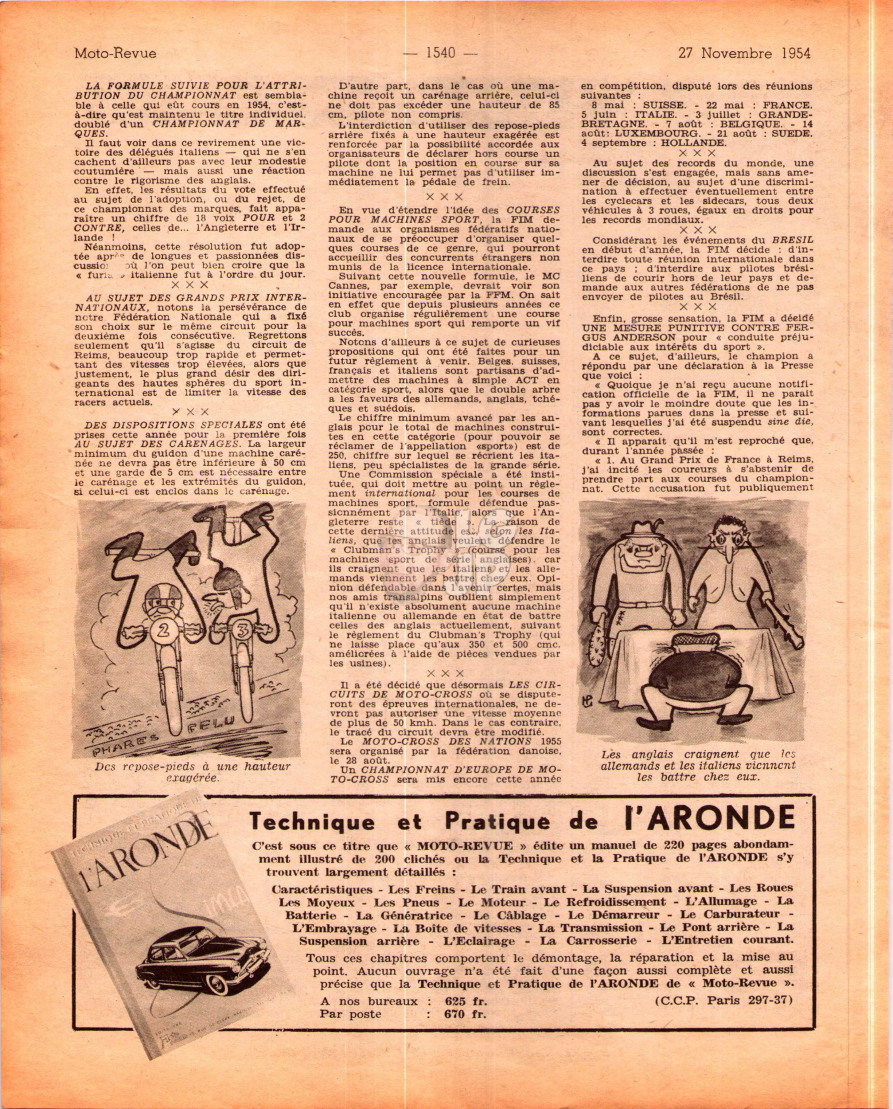 Moto-Revue
— 1540 —
27 Novembre 1954
LA FORMULE SUIVIE POUR L'ATTRI-
BUTION DU CHAMPIONNAT est sembla-
ble à celle qui eût cours en 1954, c'est-
à-dire qu'est maintenu le titre individuel,
doublé d'un CHAMPIONNAT DE MAR-
QUES.
Il faut voir dans ce revirement une vic-
toire des délégués italiens — qui ne s'en
cachent d'ailleurs pas avec leur modestie
coutumière — mais aussi une réaction
contre le rigorisme des anglais.
En effet, les résultats du vote effectué
au sujet de l'adoption, ou du rejet, de
ce championnat des marques, fait appa-
raître un chiffre de 18 voix POUR et 2
CONTRE, celles de... l'Angleterre et l'Ir-
lande !
Néanmoins, cette résolution fut adop-
tée après de longues et passionnées dis-
cussions où l'on peut bien croire que la
« furia » italienne fut à l'ordre du jour.
× × ×
AU SUJET DES GRANDS PRIX INTER-
NATIONAUX, notons la persévérance de
notre Fédération Nationale qui a fixé
son choix sur le même circuit pour la
deuxième fois consécutive. Regrettons
seulement qu'il s'agisse du circuit de
Reims, beaucoup trop rapide et permet-
tant des vitesses trop élevées, alors que
justement, le plus grand désir des diri-
geants des hautes sphères du sport in-
ternational est de limiter la vitesse des
racers actuels.
× × ×
DES DISPOSITIONS SPECIALES ont été
prises cette année pour la première fois
AU SUJET DES CARENAGES. La largeur
minimum du guidon d'une machine caré-
née ne devra pas être inférieure à 50 cm
et une garde de 5 cm est nécessaire entre
le carénage et les extrémités du guidon,
si celui-ci est enclos dans le carénage.
2
3
PHARES
PELU
Des repose-pieds à une hauteur
exagérée.
D'autre part, dans le cas où une ma-
chine reçoit un carénage arrière, celui-ci
ne doit pas excéder une hauteur de 85
cm, pilote non compris.
L'interdiction d'utiliser des repose-pieds
arrière fixés à une hauteur exagérée est
renforcée par la possibilité accordée aux
organisateurs de déclarer hors course un
pilote dont la position en course sur sa
machine ne lui permet pas d'utiliser im-
médiatement la pédale de frein.
× × ×
En vue d'étendre l'idée des COURSES
POUR MACHINES SPORT, la FIM de-
mande aux organismes fédératifs natio-
naux de se préoccuper d'organiser quel-
ques courses de ce genre, qui pourront
accueillir des concurrents étrangers non
munis de la licence internationale.
Suivant cette nouvelle formule, le MC
Cannes, par exemple, devrait voir son
initiative encouragée par la FFM. On sait
en effet que depuis plusieurs années ce
club organise régulièrement une course
pour machines sport qui remporte un vif
succès.
Notons d'ailleurs à ce sujet de curieuses
propositions qui ont été faites pour un
futur règlement à venir. Belges, suisses,
français et italiens sont partisans d'ad-
mettre des machines à simple ACT en
catégorie sport, alors que le double arbre
a les faveurs des allemands, anglais, tchè-
ques et suédois.
Le chiffre minimum avancé par les an-
glais pour le total de machines construi-
tes en cette catégorie (pour pouvoir se
réclamer de l'appellation «sport») est de
250, chiffre sur lequel se récrient les ita-
liens, peu spécialistes de la grande série.
Une Commission spéciale a été insti-
tuée, qui doit mettre au point un règle-
ment international pour les courses de
machines sport, formule défendue pas-
sionnément par l'Italie, alors que l'An-
gleterre reste « tiède ». La raison de
cette dernière attitude est, selon les Ita-
liens, que les anglais veulent défendre le
« Clubman's Trophy » (course pour les
machines sport de série anglaises), car
ils craignent que les italiens et les alle-
mands viennent les battre chez eux. Opi-
nion défendable dans l'avenir certes, mais
nos amis transalpins oublient simplement
qu'il n'existe absolument aucune machine
italienne ou allemande en état de battre
celles des anglais actuellement, suivant
le règlement du Clubman's Trophy (qui
ne laisse place qu'aux 350 et 500 cmc.
améliorées à l'aide de pièces vendues par
les usines).
× × ×
Il a été décidé que désormais LES CIR-
CUITS DE MOTO-CROSS où se dispute-
ront des épreuves internationales, ne de-
vront pas autoriser une vitesse moyenne
de plus de 50 kmh. Dans le cas contraire,
le tracé du circuit devra être modifié.
Le MOTO-CROSS DES NATIONS 1955
sera organisé par la fédération danoise,
le 28 août.
Un CHAMPIONNAT D'EUROPE DE MO-
TO-CROSS sera mis encore cette année
en compétition, disputé lors des réunions
suivantes :
8 mai : SUISSE. - 22 mai : FRANCE.
5 juin : ITALIE. - 3 juillet : GRANDE-
BRETAGNE. - 7 août : BELGIQUE. - 14
août: LUXEMBOURG. - 21 août : SUEDE.
4 septembre : HOLLANDE.
× × ×
Au sujet des records du monde, une
discussion s'est engagée, mais sans ame-
ner de décision, au sujet d'une discrimi-
nation à effectuer éventuellement entre
les cyclecars et les sidecars, tous deux
véhicules à 3 roues, égaux en droits pour
les records mondiaux.
× × ×
Considérant les événements du BRESIL
en début d'année, la FIM décide : d'in-
terdire toute réunion internationale dans
ce pays ; d'interdire aux pilotes brési-
liens de courir hors de leur pays et de-
mande aux autres fédérations de ne pas
envoyer de pilotes au Brésil.
× × ×
Enfin, grosse sensation, la FIM a décidé
UNE MESURE PUNITIVE CONTRE FER-
GUS ANDERSON pour « conduite préju-
diciable aux intérêts du sport ».
A ce sujet, d'ailleurs, le champion a
répondu par une déclaration à la Presse
que voici :
« Quoique je n'ai reçu aucune notifi-
cation officielle de la FIM, il ne parait
pas y avoir le moindre doute que les in-
formations parues dans la presse et sui-
vant lesquelles j'ai été suspendu sine die,
sont correctes.
« Il apparait qu'il m'est reproché que,
durant l'année passée :
« 1. Au Grand Prix de France à Reims,
j'ai incité les coureurs à s'abstenir de
prendre part aux courses du champion-
nat. Cette accusation fut publiquement
Les anglais craignent que les
allemands et les italiens viennent
les battre chez eux.
l'ARONDE
SIMCA
Technique et Pratique de l'ARONDE
C'est sous ce titre que « MOTO-REVUE » édite un manuel de 220 pages abondam-
ment illustré de 200 clichés ou la Technique et la Pratique de l'ARONDE s'y
trouvent largement détaillés :
Caractéristiques - Les Freins - Le Train avant - La Suspension avant - Les Roues
Les Moyeux - Les Pneus - Le Moteur - Le Refroidissement - L'Allumage - La
Batterie - La Génératrice - Le Câblage - Le Démarreur - Le Carburateur -
L'Embrayage - La Boite de vitesses - La Transmission - Le Pont arrière - La
Suspension arrière - L'Eclairage - La Carrosserie - L'Entretien courant.
Tous ces chapitres comportent le démontage, la réparation et la mise au
point. Aucun ouvrage n'a été fait d'une façon aussi complète et aussi
précise que la Technique et Pratique de l'ARONDE de « Moto-Revue ».
A nos bureaux : 625 fr.
(C.C.P. Paris 297-37)
Par poste : 670 fr.